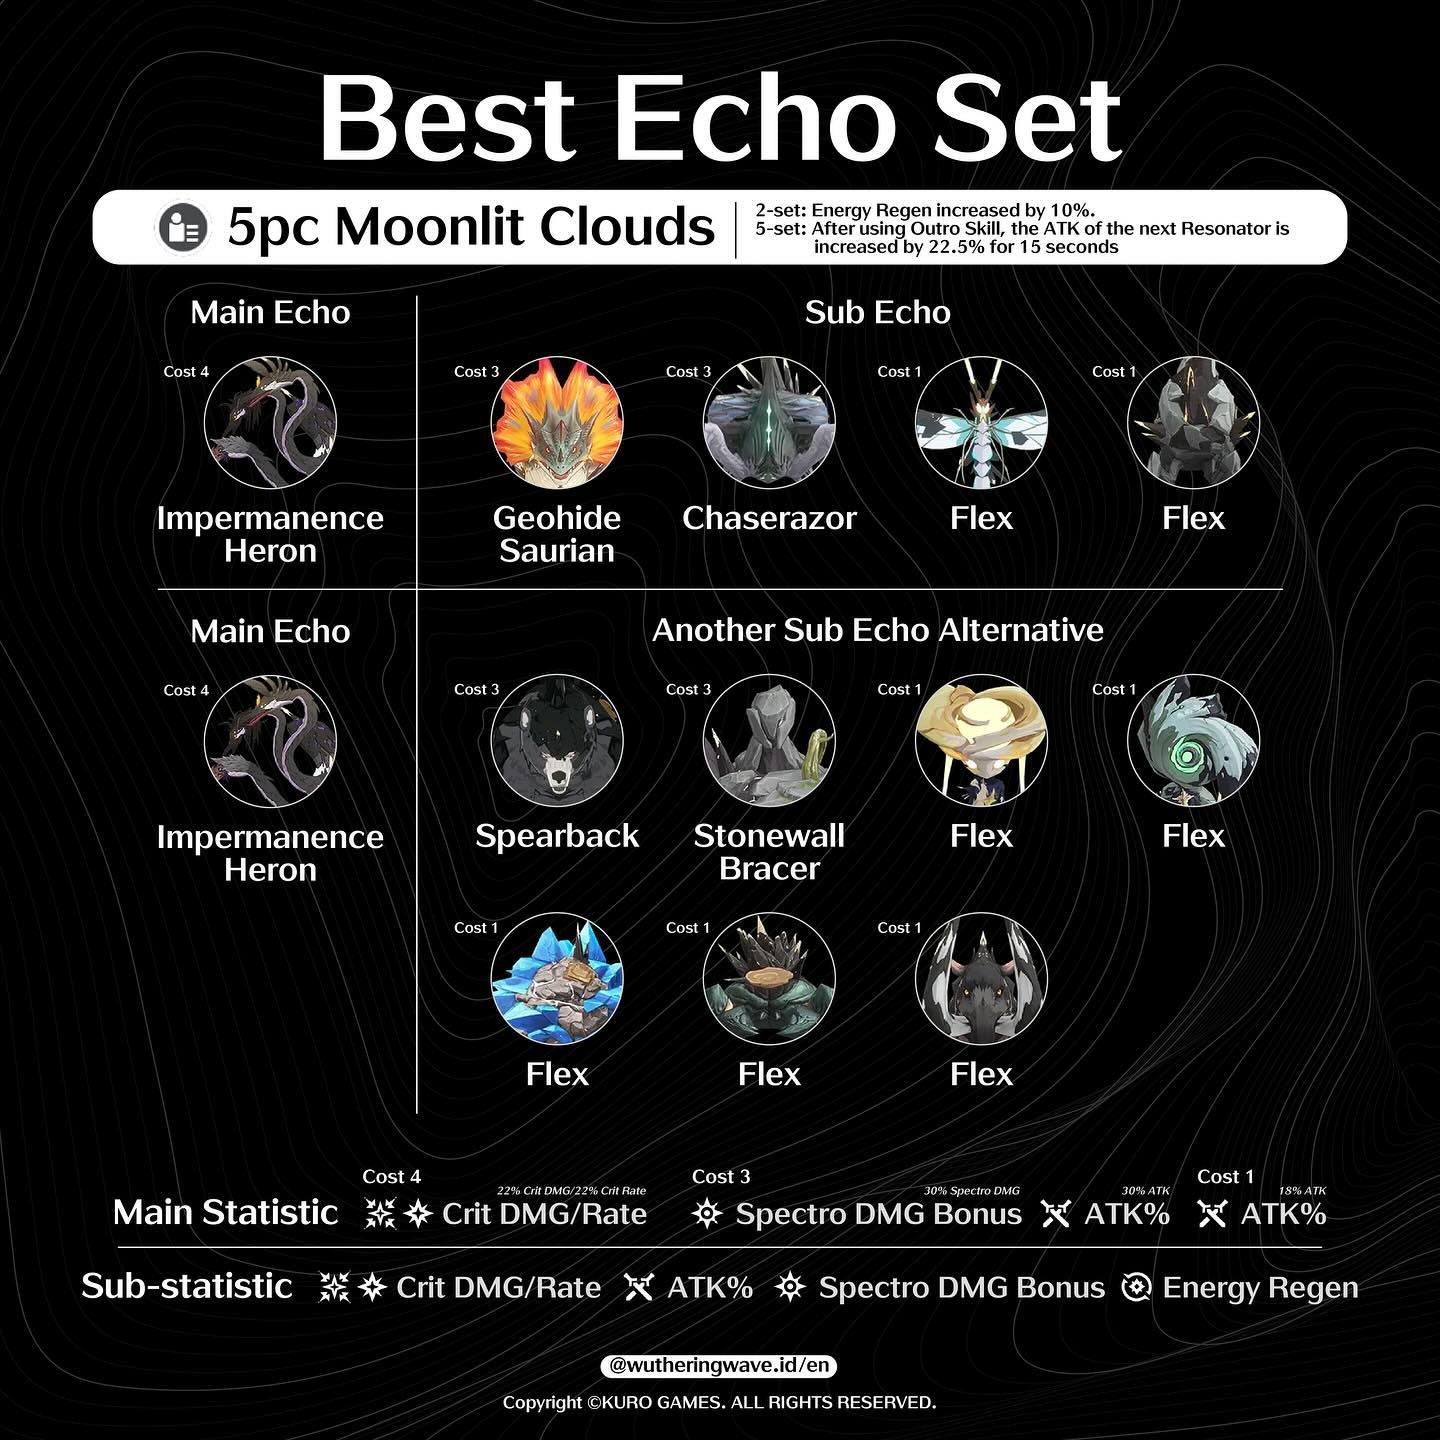 Best Echo Set
5pc Moonlit Clouds
2-set: Energy Regen increased by 10%.
5-set: After using Outro Skill, the ATK of the next Resonator is
increased by 22.5% for 15 seconds
Main Echo
Sub Echo
Cost 4
Cost 3
Cost 3
Cost 1
Cost 1
Impermanence
Heron
Geohide
Saurian
Chaserazor
Flex
Flex
Main Echo
Another Sub Echo Alternative
Cost 4
Cost 3
Cost 3
Cost 1
Cost 1
Impermanence
Heron
Spearback
Stonewall
Bracer
Flex
Flex
Cost 1
Cost 1
Cost 1
Flex
Flex
Flex
Cost 4
Cost 3
Cost 1
22% Crit DMG/22% Crit Rate
30% Spectro DMG
30% ATK
18% ATK
Main Statistic Crit DMG/Rate Spectro DMG Bonus ATK% ATK%
Sub-statistic Crit DMG/Rate ATK% Spectro DMG Bonus Energy Regen
@wutheringwave.id/en
Copyright ©KURO GAMES. ALL RIGHTS RESERVED.